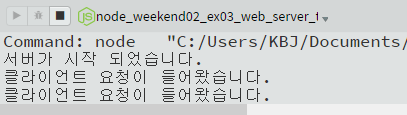 node_weekend02_ex03_web_server_t
Command: node "C:/Users/KBJ/Documents/
서버가 시작 되었습니다.
클라이언트 요청이 들어왔습니다.
클라이언트 요청이 들어왔습니다.